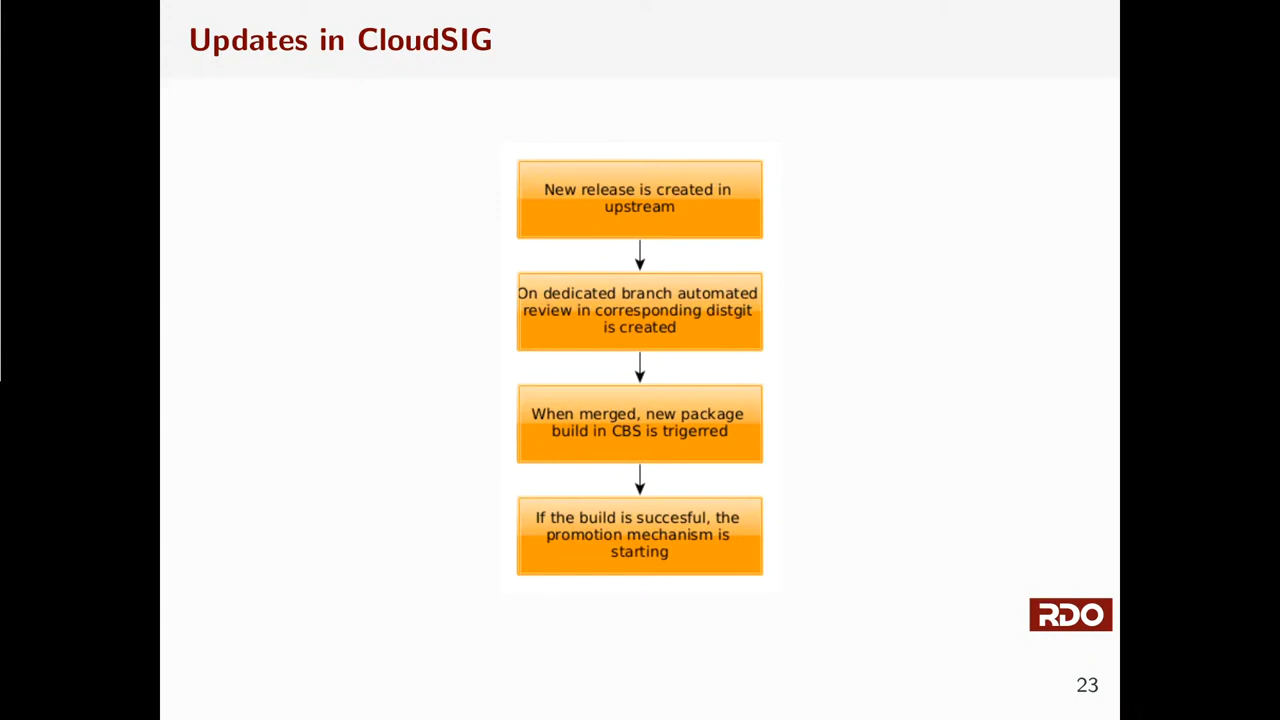 Updates in CloudSIG
New release is created in
upstream
On dedicated branch automated
review in corresponding distgit
is created
When merged, new package
build in CBS is trigerred
If the build is succesful, the
promotion mechanism is
starting
RDO
23